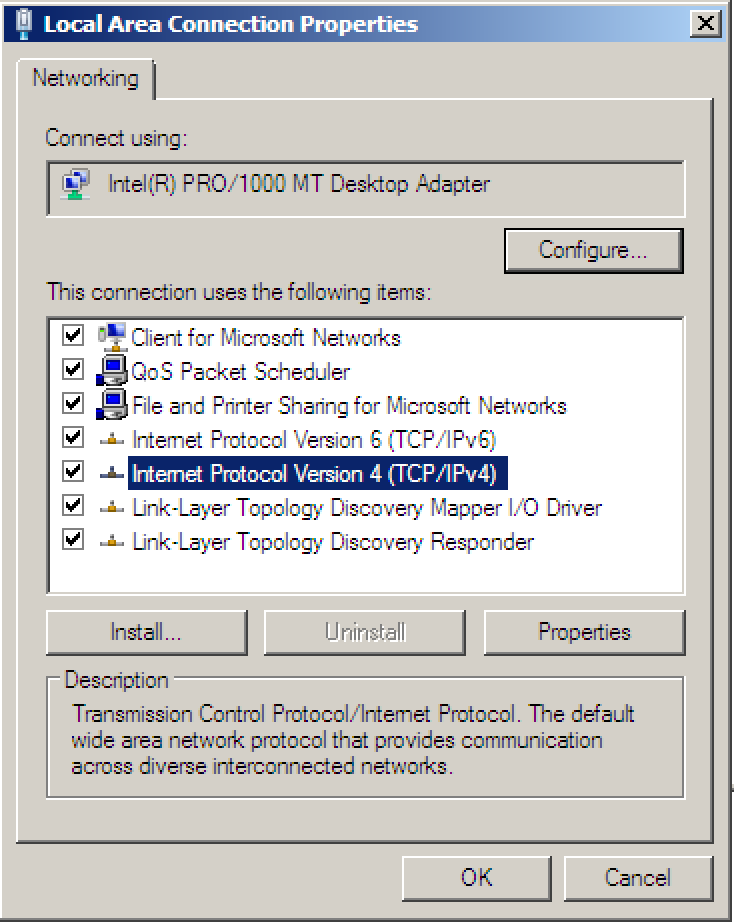 Local Area Connection Properties
Networking
Connect using:
Intel(R) PRO/1000 MT Desktop Adapter
Configure...
This connection uses the following items:
Client for Microsoft Networks
QoS Packet Scheduler
File and Printer Sharing for Microsoft Networks
Internet Protocol Version 6 (TCP/IPv6)
Internet Protocol Version 4 (TCP/IPv4)
Link-Layer Topology Discovery Mapper I/O Driver
Link-Layer Topology Discovery Responder
Install... Uninstall Properties
Description
Transmission Control Protocol/Internet Protocol. The default
wide area network protocol that provides communication
across diverse interconnected networks.
OK Cancel